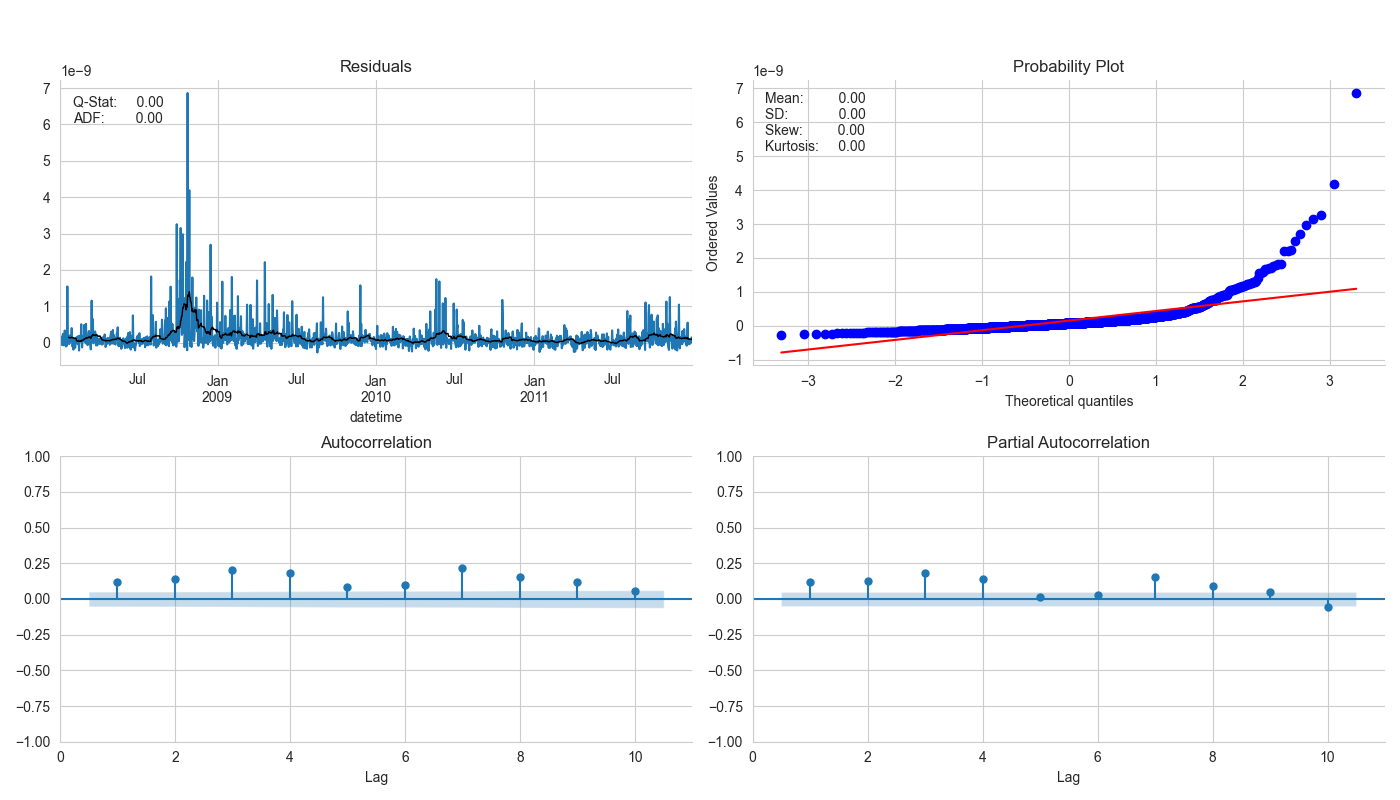 Residuals
1e−9
Q-Stat: 0.00
ADF: 0.00
7
6
5
4
3
2
1
0
Jul Jan Jul Jan Jul Jan Jul
2009 2010 2011
datetime
Probability Plot
1e−9
Mean: 0.00
SD: 0.00
Skew: 0.00
Kurtosis: 0.00
Ordered Values
7
6
5
4
3
2
1
0
−1
−3 −2 −1 0 1 2 3
Theoretical quantiles
Autocorrelation
1.00
0.75
0.50
0.25
0.00
−0.25
−0.50
−0.75
−1.00
0 2 4 6 8 10
Lag
Partial Autocorrelation
1.00
0.75
0.50
0.25
0.00
−0.25
−0.50
−0.75
−1.00
0 2 4 6 8 10
Lag